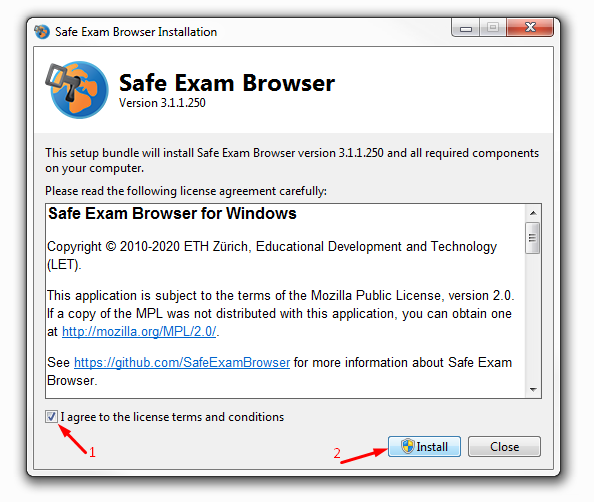 Safe Exam Browser Installation
Safe Exam Browser
Version 3.1.1.250
This setup bundle will install Safe Exam Browser version 3.1.1.250 and all required components
on your computer.
Please read the following license agreement carefully:
Safe Exam Browser for Windows
Copyright © 2010-2020 ETH Zürich, Educational Development and Technology
(LET).
This application is subject to the terms of the Mozilla Public License, version 2.0.
If a copy of the MPL was not distributed with this application, you can obtain one
at http://mozilla.org/MPL/2.0/.
See https://github.com/SafeExamBrowser for more information about Safe Exam
Browser.
I agree to the license terms and conditions
1
2
Install
Close